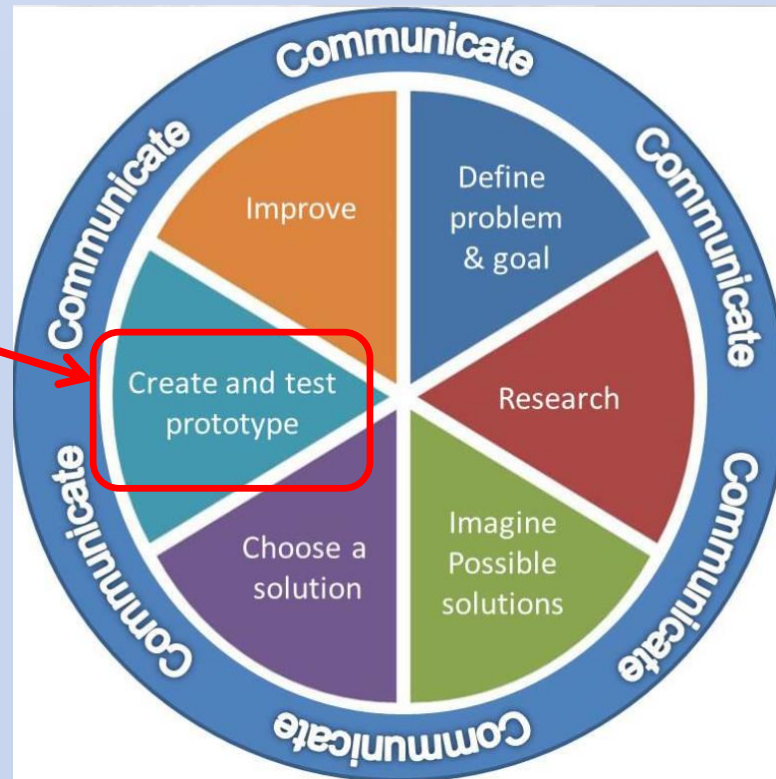 Communicate
Communicate
Communicate
Communicate
Communicate
Communicate
Communicate
Define
problem
& goal
Research
Imagine
Possible
solutions
Choose a
solution
Create and test
prototype
Improve